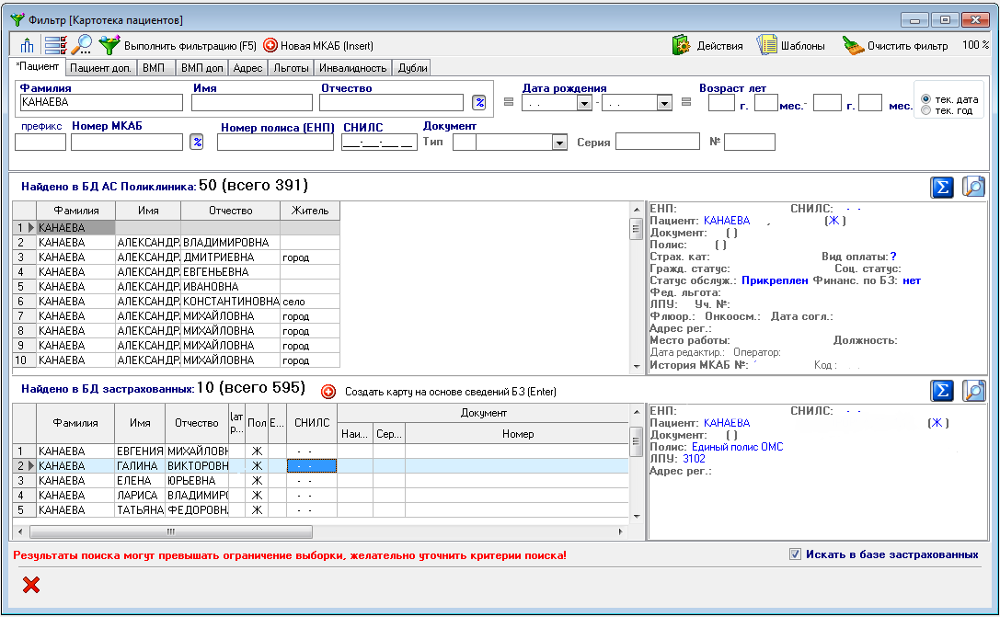 Фильтр [Картотека пациентов]
Выполнить фильтрацию (F5) Новая МКАБ (Insert) Действия Шаблоны Очистить фильтр 100 %
*Пациент Пациент доп. ВМП ВМП доп Адрес Льготы Инвалидность Дубли
Фамилия Имя Отчество Дата рождения Возраст лет
КАНАЕВА % = . . - . . = г. мес.- г. мес. тек. дата
тек. год
префикс Номер МКАБ Номер полиса (ЕНП) СНИЛС Документ
% Тип Серия №
Найдено в БД АС Поликлиника: 50 (всего 391) Σ
Фамилия Имя Отчество Житель
1 КАНАЕВА
2 КАНАЕВА АЛЕКСАНДР. ВЛАДИМИРОВНА
3 КАНАЕВА АЛЕКСАНДР. ДМИТРИЕВНА город
4 КАНАЕВА АЛЕКСАНДР. ЕВГЕНЬЕВНА
5 КАНАЕВА АЛЕКСАНДР. ИВАНОВНА
6 КАНАЕВА АЛЕКСАНДР. КОНСТАНТИНОВНА село
7 КАНАЕВА АЛЕКСАНДР. МИХАЙЛОВНА город
8 КАНАЕВА АЛЕКСАНДР. МИХАЙЛОВНА город
9 КАНАЕВА АЛЕКСАНДР. МИХАЙЛОВНА город
10 КАНАЕВА АЛЕКСАНДР. МИХАЙЛОВНА город
ЕНП: СНИЛС: - -
Пациент: КАНАЕВА , (Ж )
Документ: ( )
Полис: ( )
Страх. кат: Вид оплаты: ?
Гражд. статус: Соц. статус:
Статус обслуж.: Прикреплен Финанс. по БЗ: нет
Фед. льгота:
ЛПУ: Уч. №:
Флюор.: Онкоосм.: Дата согл.:
Адрес рег.:
Место работы: Должность:
Дата редактир.: Оператор:
История МКАБ №: Код :
Найдено в БД застрахованных: 10 (всего 595) Создать карту на основе сведений БЗ (Enter) Σ
Фамилия Имя Отчество Дат р... Пол Е... СНИЛС Документ
Наи... Сер... Номер
1 КАНАЕВА ЕВГЕНИЯ МИХАЙЛОВН Ж - -
2 КАНАЕВА ГАЛИНА ВИКТОРОВН Ж - -
3 КАНАЕВА ЕЛЕНА ЮРЬЕВНА Ж - -
4 КАНАЕВА ЛАРИСА ВЛАДИМИРО Ж - -
5 КАНАЕВА ТАТЬЯНА ФЕДОРОВН. Ж - -
ЕНП: СНИЛС: - -
Пациент: КАНАЕВА (Ж )
Документ: ( )
Полис: Единый полис ОМС
ЛПУ: 3102
Адрес рег.:
Результаты поиска могут превышать ограничение выборки, желательно уточнить критерии поиска! Искать в базе застрахованных